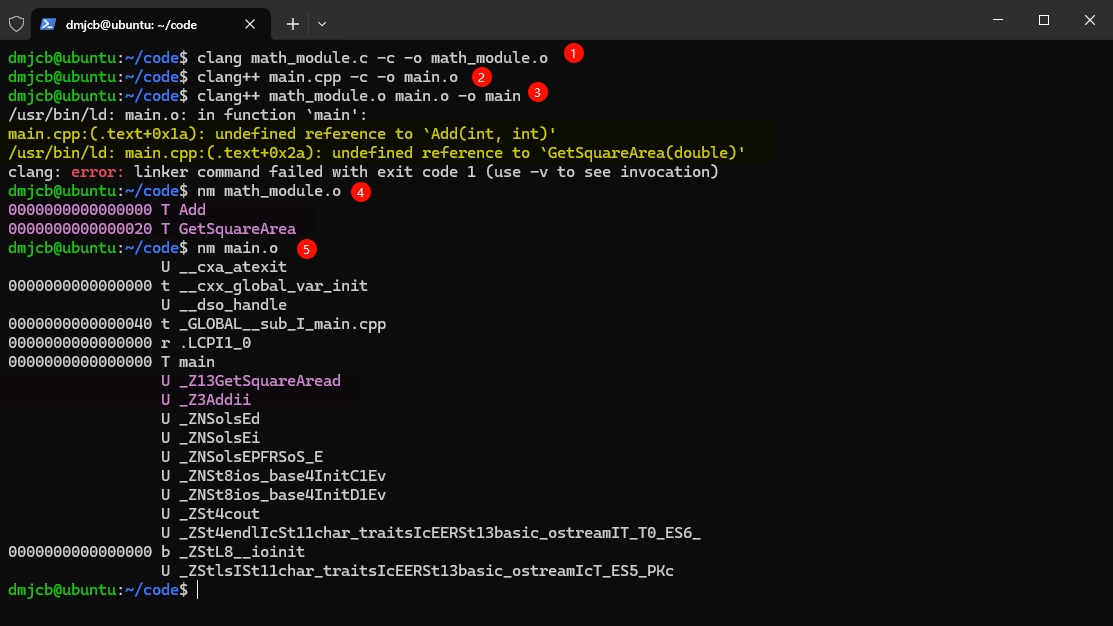 dmjcb@ubuntu: ~/code
dmjcb@ubuntu:~/code$ clang math_module.c -c -o math_module.o 1
dmjcb@ubuntu:~/code$ clang++ main.cpp -c -o main.o 2
dmjcb@ubuntu:~/code$ clang++ math_module.o main.o -o main 3
/usr/bin/ld: main.o: in function `main':
main.cpp:(.text+0x1a): undefined reference to `Add(int, int)'
/usr/bin/ld: main.cpp:(.text+0x2a): undefined reference to `GetSquareArea(double)'
clang: error: linker command failed with exit code 1 (use -v to see invocation)
dmjcb@ubuntu:~/code$ nm math_module.o 4
0000000000000000 T Add
0000000000000020 T GetSquareArea
dmjcb@ubuntu:~/code$ nm main.o 5
U __cxa_atexit
0000000000000000 t __cxx_global_var_init
U __dso_handle
0000000000000040 t _GLOBAL__sub_I_main.cpp
0000000000000000 r .LCPI1_0
0000000000000000 T main
U _Z13GetSquareAread
U _Z3Addii
U _ZNSolsEd
U _ZNSolsEi
U _ZNSolsEPFRSoS_E
U _ZNSt8ios_base4InitC1Ev
U _ZNSt8ios_base4InitD1Ev
U _ZSt4cout
U _ZSt4endlIcSt11char_traitsIcEERSt13basic_ostreamIT_T0_ES6_
0000000000000000 b _ZStL8__ioinit
U _ZStlsISt11char_traitsIcEERSt13basic_ostreamIcT_ES5_PKc
dmjcb@ubuntu:~/code$